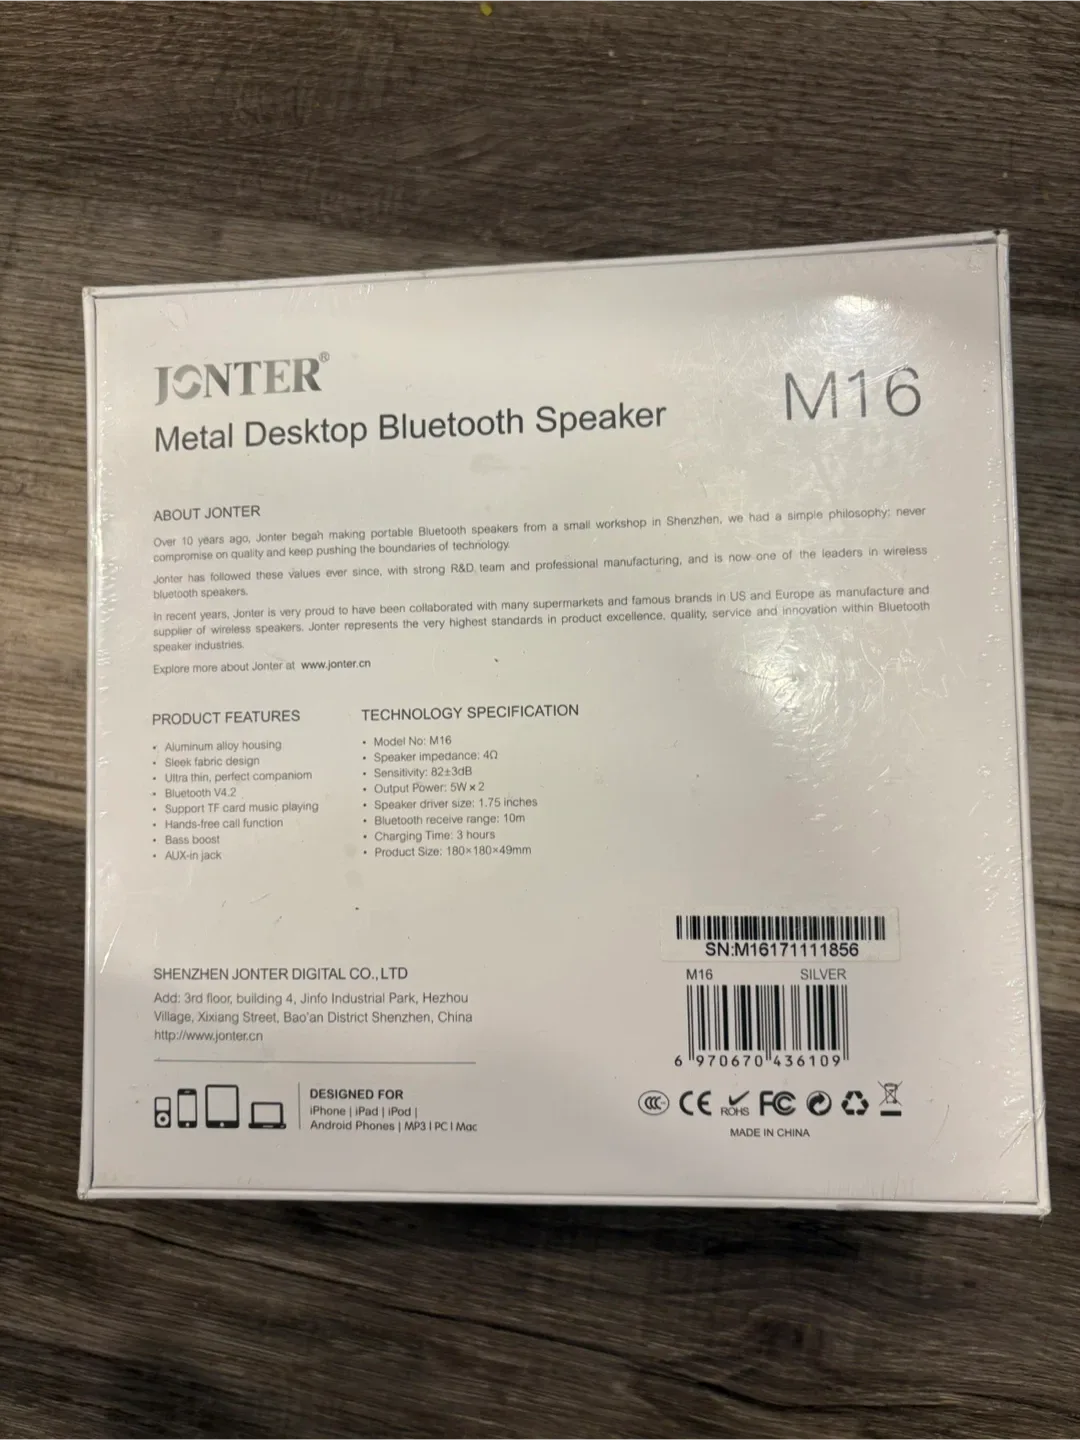 JONTER®
Metal Desktop Bluetooth Speaker
M16
ABOUT JONTER
Over 10 years ago, Jonter begah making portable Bluetooth speakers from a small workshop in Shenzhen, we had a simple philosophy: never
compromise on quality and keep pushing the boundaries of technology.
Jonter has followed these values ever since, with strong R&D team and professional manufacturing, and is now one of the leaders in wireless
bluetooth speakers.
In recent years, Jonter is very proud to have been collaborated with many supermarkets and famous brands in US and Europe as manufacture and
supplier of wireless speakers. Jonter represents the very highest standards in product excellence, quality, service and innovation within Bluetooth
speaker industries.
Explore more about Jonter at www.jonter.cn
PRODUCT FEATURES
• Aluminum alloy housing
• Sleek fabric design
• Ultra thin, perfect companiom
• Bluetooth V4.2
• Support TF card music playing
• Hands-free call function
• Bass boost
• AUX-in jack
TECHNOLOGY SPECIFICATION
• Model No: M16
• Speaker impedance: 4Ω
• Sensitivity: 82±3dB
• Output Power: 5W×2
• Speaker driver size: 1.75 inches
• Bluetooth receive range: 10m
• Charging Time: 3 hours
• Product Size: 180×180×49mm
SN:M16171111856
M16 SILVER
6 970670 436109
SHENZHEN JONTER DIGITAL CO.,LTD
Add: 3rd floor, building 4, Jinfo Industrial Park, Hezhou
Village, Xixiang Street, Bao'an District Shenzhen, China
http://www.jonter.cn
DESIGNED FOR
iPhone | iPad | iPod |
Android Phones | MP3 | PC | Mac
CCC CE ROHS FC
MADE IN CHINA